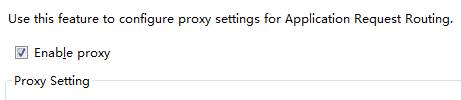 Use this feature to configure proxy settings for Application Request Routing.
Enable proxy
Proxy Setting